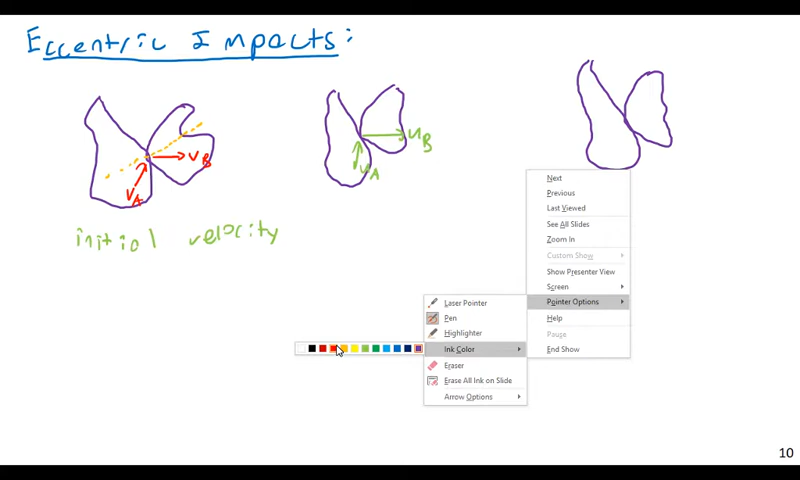 Eccentric Impacts:
VB
VA
UB
VA
initial velocity
Next
Previous
Last Viewed
See All Slides
Zoom In
Custom Show
Show Presenter View
Screen
Pointer Options
Help
Pause
End Show
Laser Pointer
Pen
Highlighter
Ink Color
Eraser
Erase All Ink on Slide
Arrow Options
10